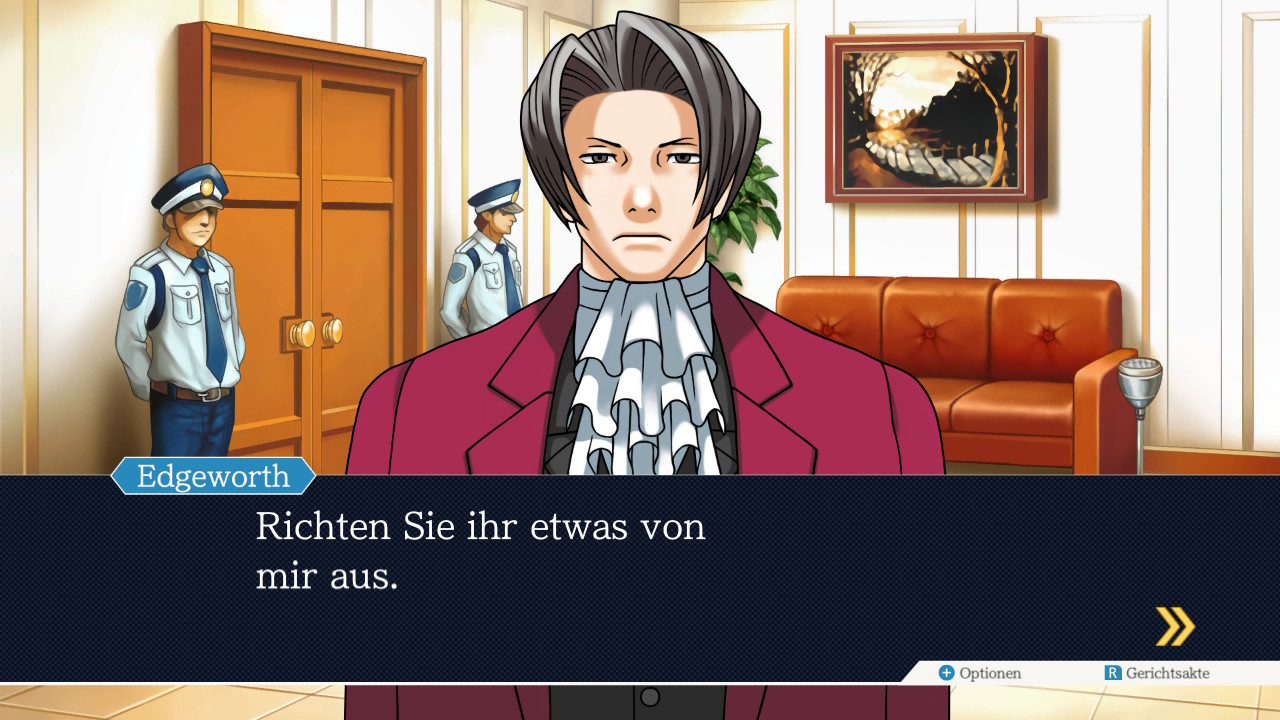 Edgeworth
Richten Sie ihr etwas von
mir aus.
+ Optionen
R Gerichtsakte